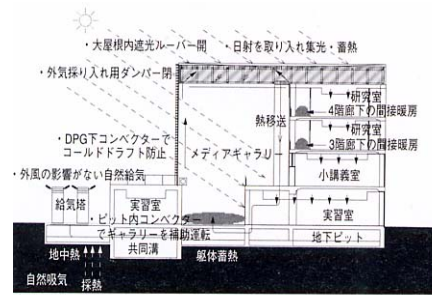 ・大屋根内遮光ルーバー開
・日射を取り入れ集光・蓄熱
・外気採り入れ用ダンパー閉
研究室
4階廊下の間接暖房
熱移送
研究室
・DPG下コンベクターで
コールドドラフト防止
メディアギャラリー
3階廊下の間接暖房
・外風の影響がない自然給気
小講義室
給気塔
実習室
・ピット内コンベクター
でギャラリーを補助運転
実習室
地中熱
共同溝
躯体蓄熱
地下ピット
自然吸気
採熱